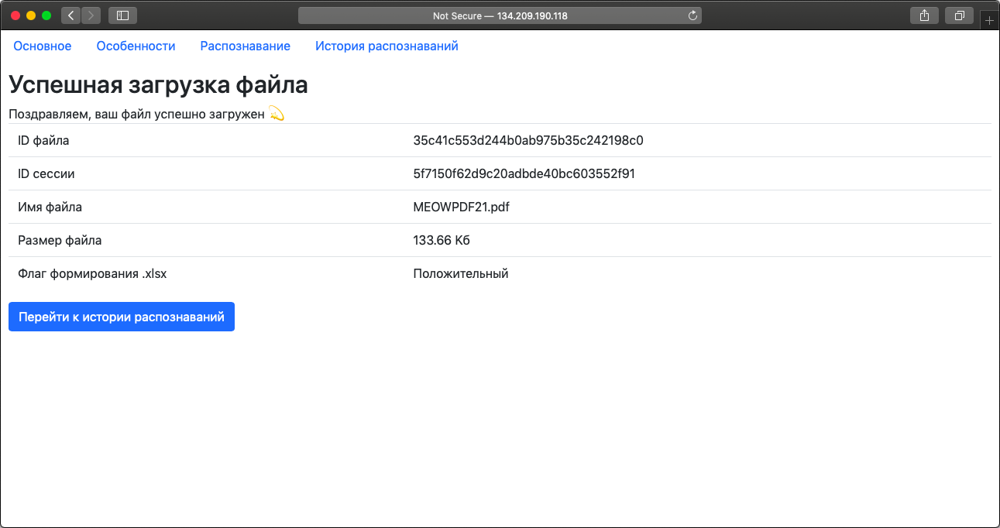 Not Secure — 134.209.190.118
Основное Особенности Распознавание История распознаваний
Успешная загрузка файла
Поздравляем, ваш файл успешно загружен 💫
ID файла 35c41c553d244b0ab975b35c242198c0
ID сессии 5f7150f62d9c20adbde40bc603552f91
Имя файла MEOWPDF21.pdf
Размер файла 133.66 Кб
Флаг формирования .xlsx Положительный
Перейти к истории распознаваний